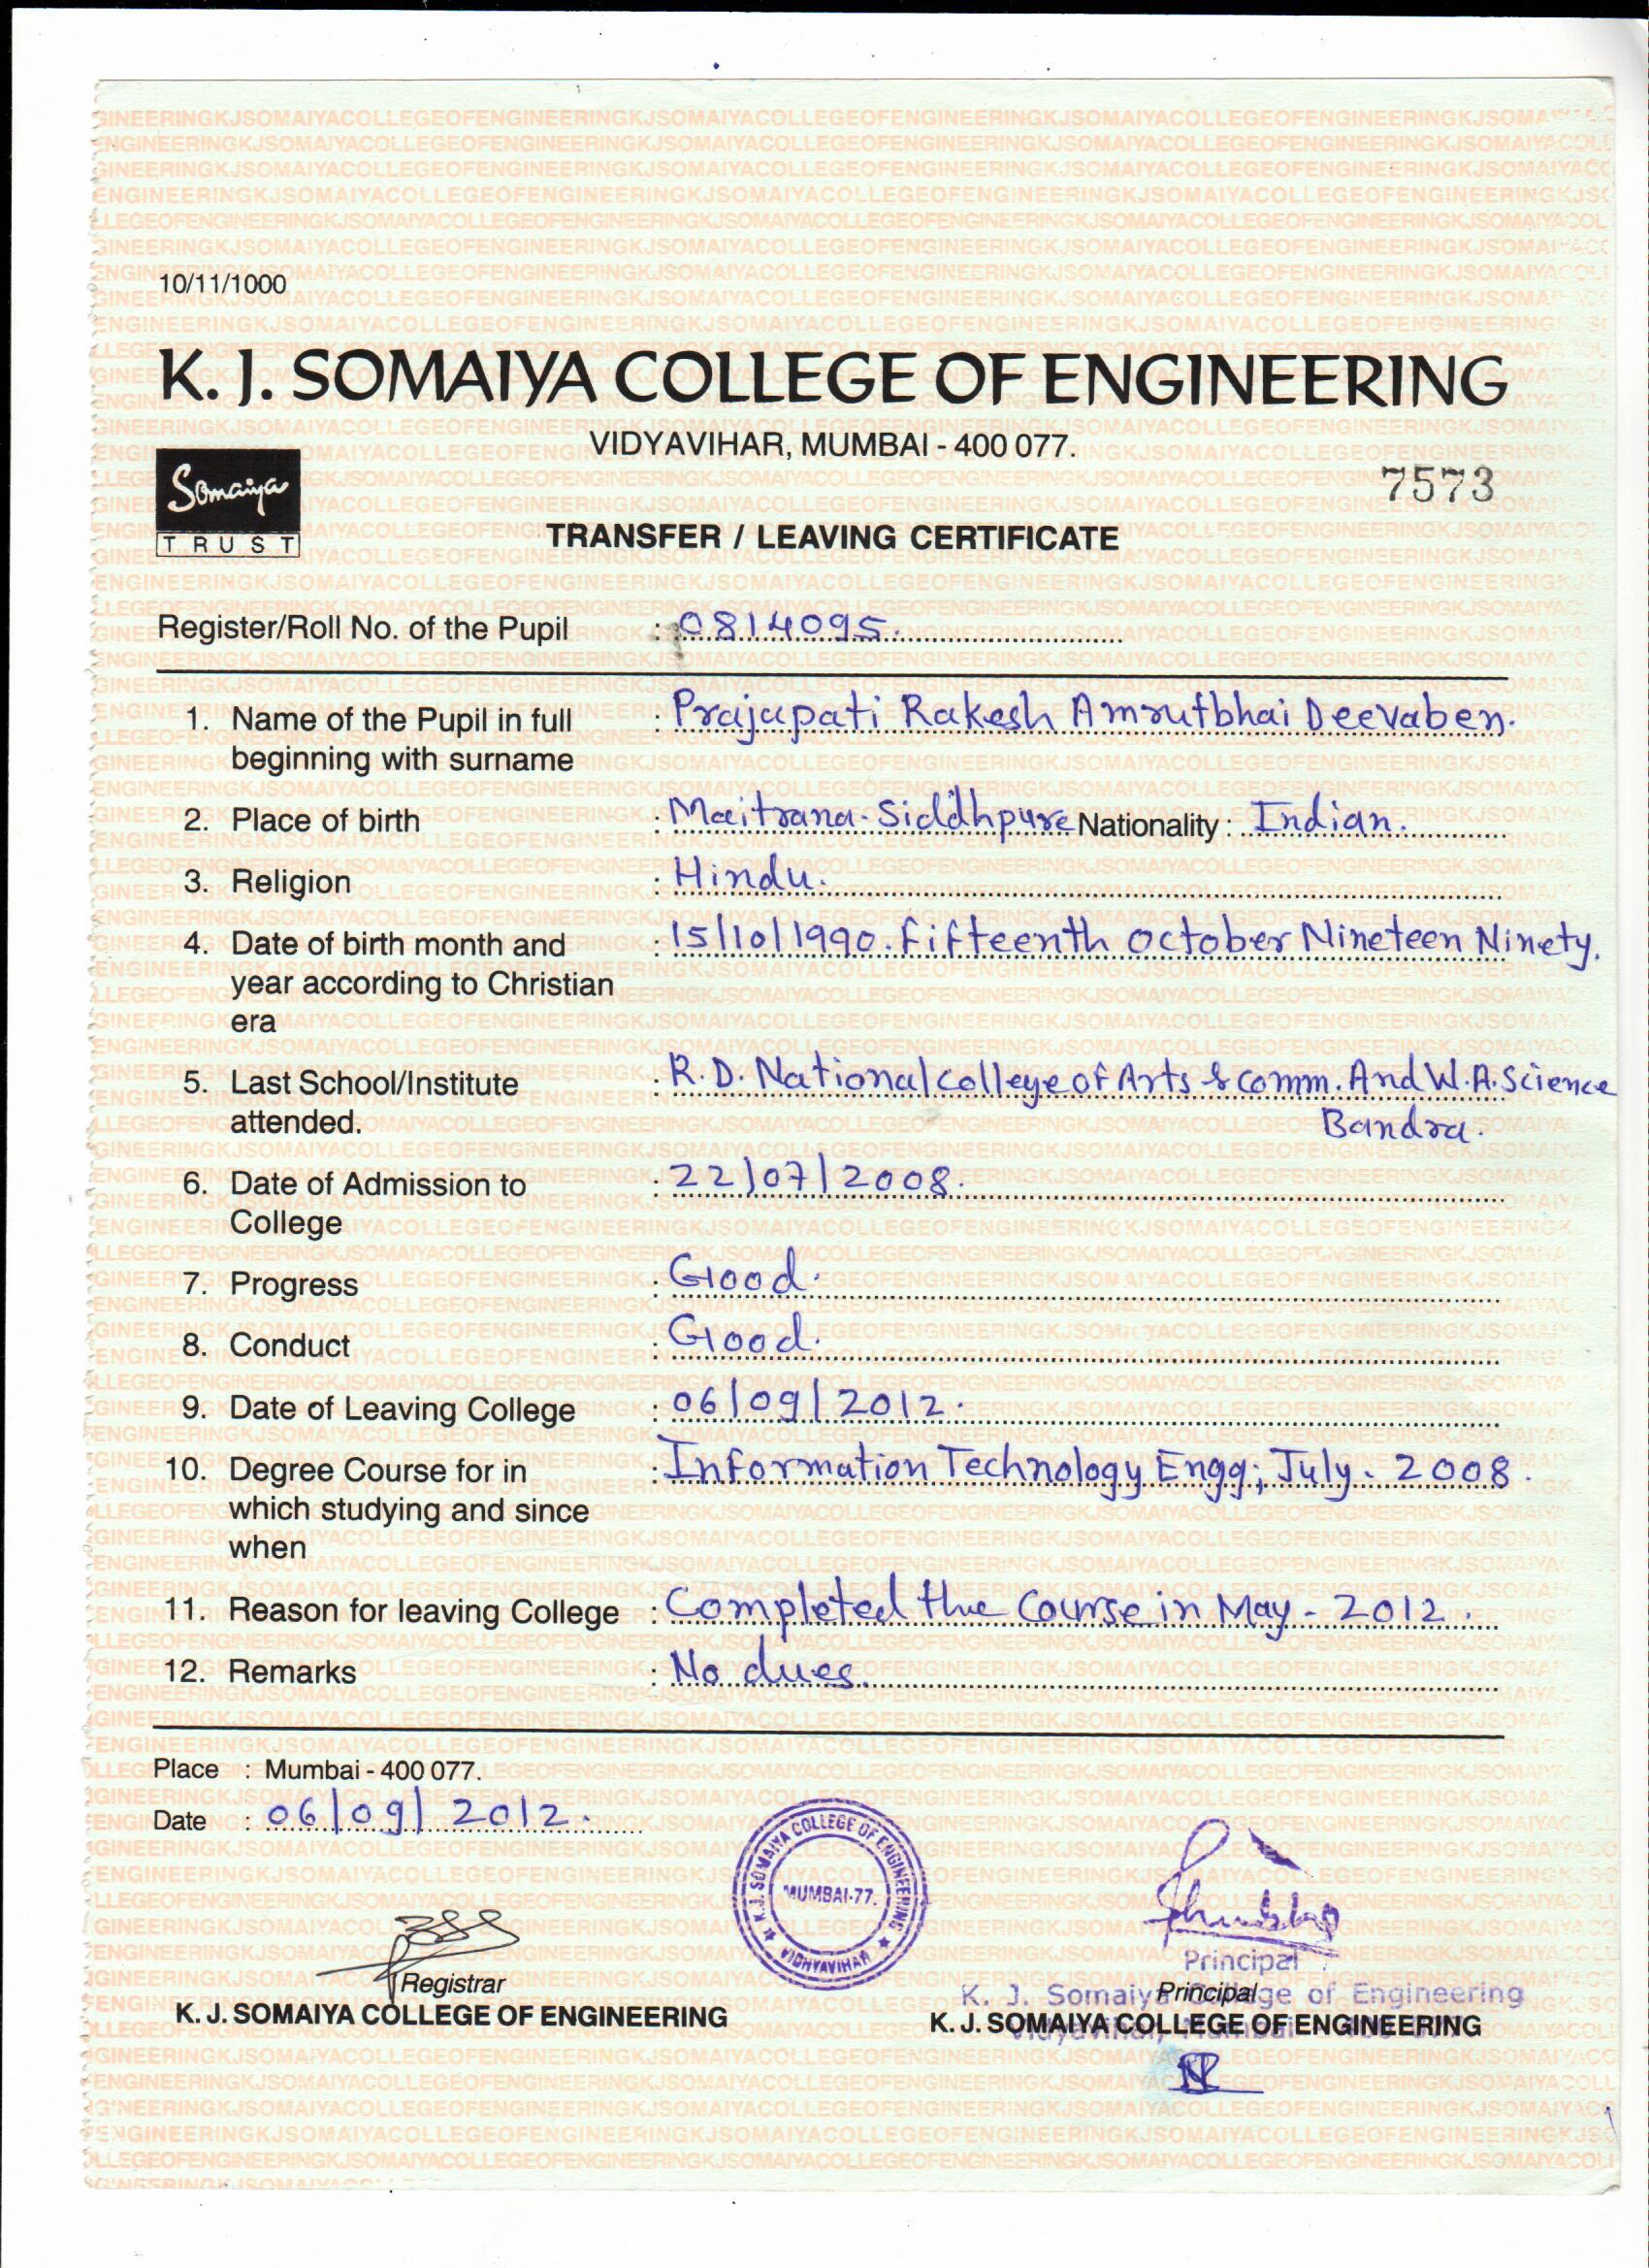 10/11/1000
K. J. SOMAIYA COLLEGE OF ENGINEERING
VIDYAVIHAR, MUMBAI - 400 077.
Somaiya
TRUST
7573
TRANSFER / LEAVING CERTIFICATE
Register/Roll No. of the Pupil : 0814095.
1. Name of the Pupil in full : Prajapati Rakesh Amrutbhai Deevaben.
beginning with surname
2. Place of birth : Maitrana-Siddhpure Nationality : Indian.
3. Religion : Hindu.
4. Date of birth month and : 15/10/1990. Fifteenth October Nineteen Ninety.
year according to Christian
era
5. Last School/Institute : R.D. National college of Arts & comm. And W.A. Science
attended. Bandra.
6. Date of Admission to : 22/07/2008.
College
7. Progress : Good.
8. Conduct : Good.
9. Date of Leaving College : 06/09/2012.
10. Degree Course for in : Information Technology Engg; July - 2008.
which studying and since
when
11. Reason for leaving College : Completed the Course in May - 2012.
12. Remarks : No dues.
Place : Mumbai - 400 077.
Date : 06/09/2012.
K. J. SOMAIYA COLLEGE OF ENGINEERING
MUMBAI-77.
VIDHYAVIHAR
Principal
Registrar
K. J. Somaiya College of Engineering
Principal
K. J. SOMAIYA COLLEGE OF ENGINEERING
K. J. SOMAIYA COLLEGE OF ENGINEERING